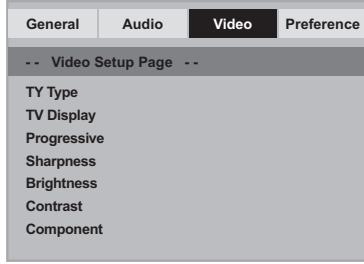 General Audio Video Preference
- - Video Setup Page - -
TY Type
TV Display
Progressive
Sharpness
Brightness
Contrast
Component